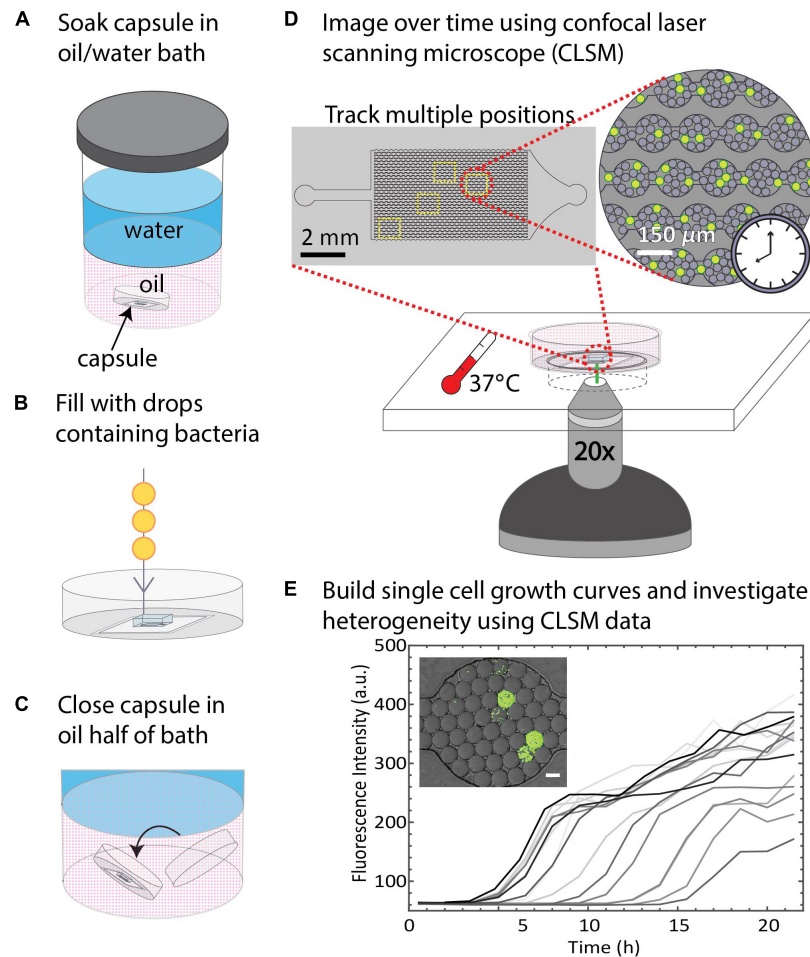 A
Soak capsule in
oil/water bath
water
oil
capsule
B
Fill with drops
containing bacteria
C
Close capsule in
oil half of bath
D
Image over time using confocal laser
scanning microscope (CLSM)
Track multiple positions
2 mm
150 µm
37°C
20x
E
Build single cell growth curves and investigate
heterogeneity using CLSM data
Fluorescence Intensity (a.u.)
500
400
300
200
100
0
5
10
15
20
Time (h)